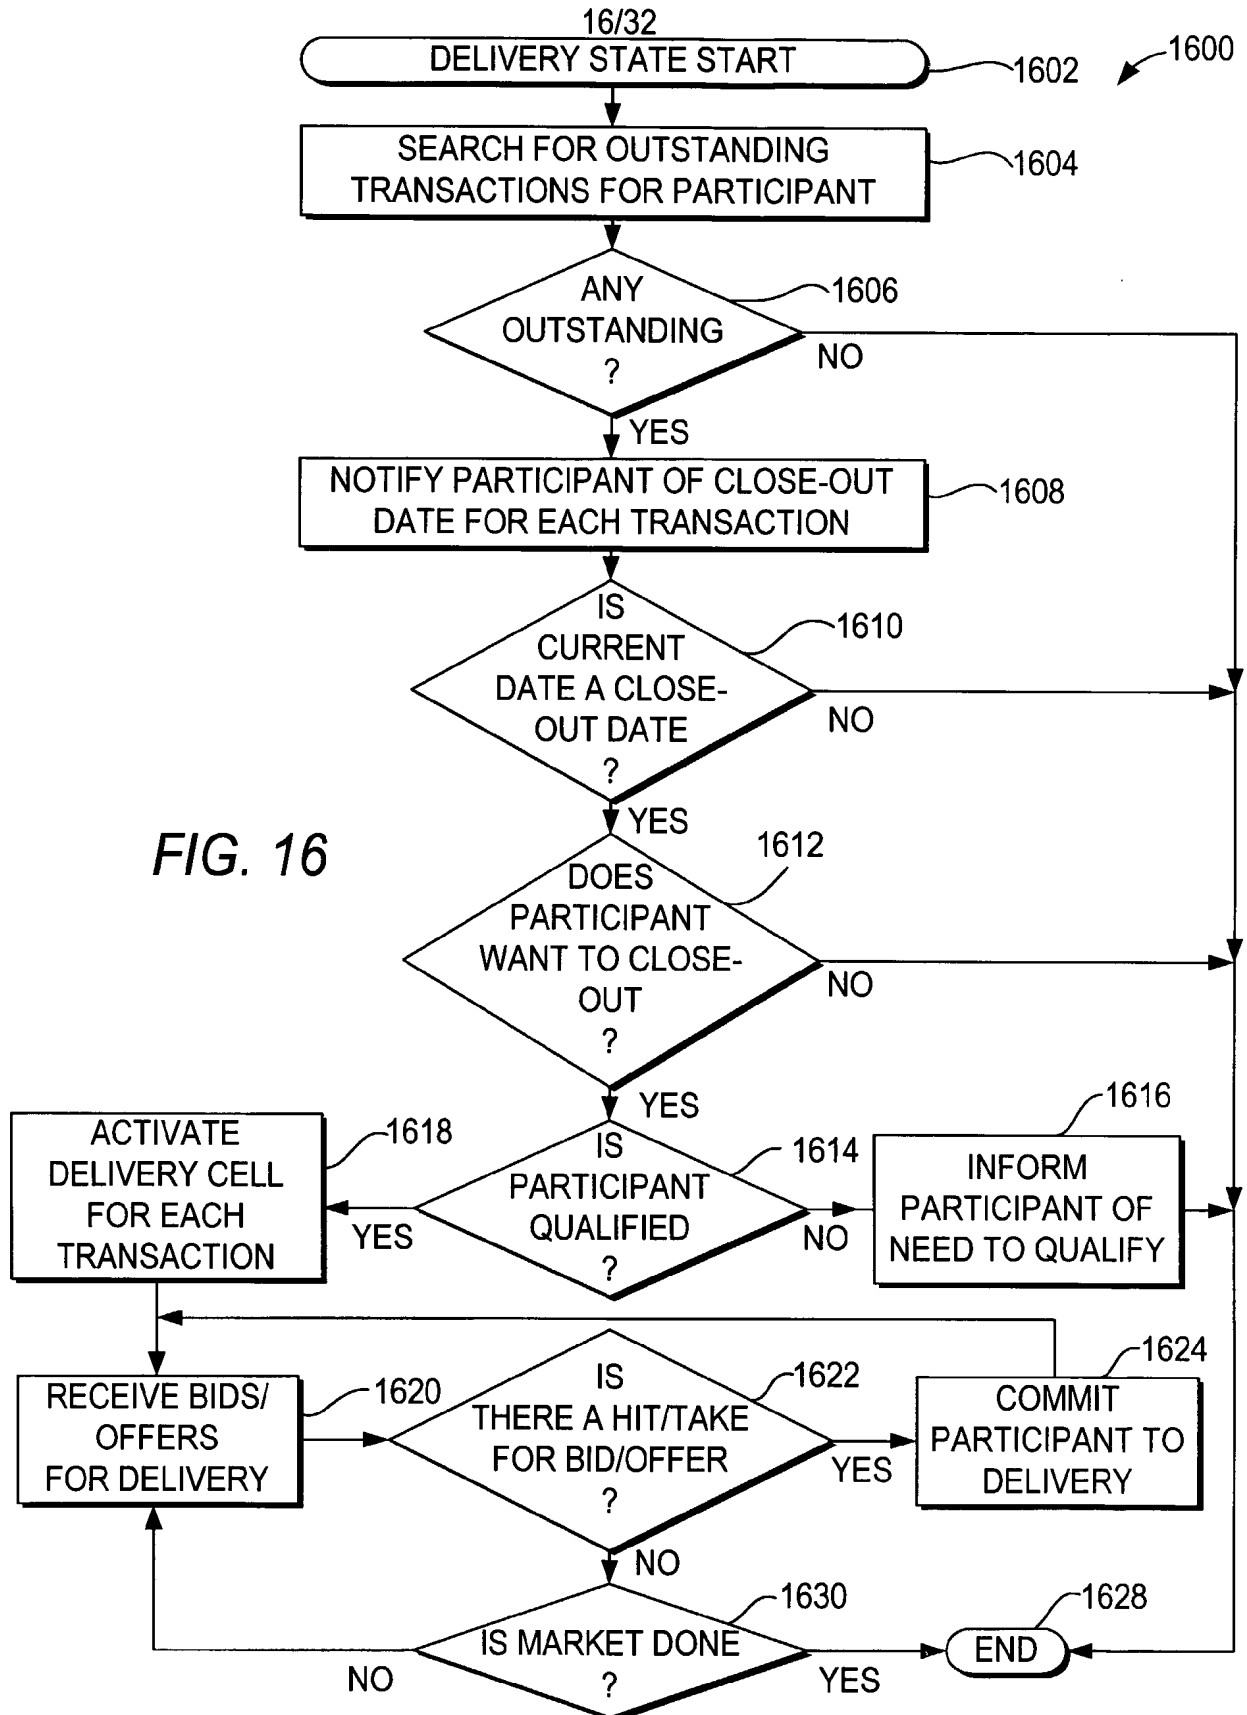 16/32
DELIVERY STATE START
1602
1600
SEARCH FOR OUTSTANDING
TRANSACTIONS FOR PARTICIPANT
1604
ANY
OUTSTANDING
?
1606
NO
YES
NOTIFY PARTICIPANT OF CLOSE-OUT
DATE FOR EACH TRANSACTION
1608
IS
CURRENT
DATE A CLOSE-
OUT DATE
?
1610
NO
YES
FIG. 16
DOES
PARTICIPANT
WANT TO CLOSE-
OUT
?
1612
NO
YES
ACTIVATE
DELIVERY CELL
FOR EACH
TRANSACTION
1618
YES
IS
PARTICIPANT
QUALIFIED
?
1614
NO
INFORM
PARTICIPANT OF
NEED TO QUALIFY
1616
RECEIVE BIDS/
OFFERS
FOR DELIVERY
1620
IS
THERE A HIT/TAKE
FOR BID/OFFER
?
1622
YES
COMMIT
PARTICIPANT TO
DELIVERY
1624
NO
IS MARKET DONE
?
1630
NO
YES
END
1628